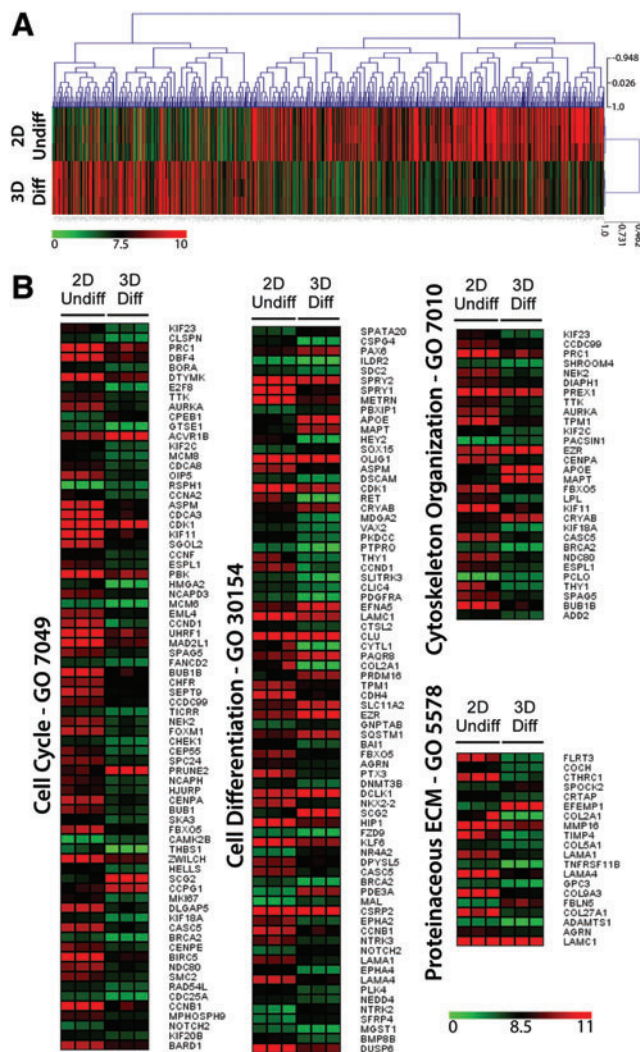 A
2D Undiff
3D Diff
-0.948
0.026
1.0
0 7.5 10
1.0 0.731 0.462
B
2D Undiff
3D Diff
Cell Cycle - GO 7049
KIF23
CLSPN
PRC1
DBF4
BORA
DTYMK
E2F8
TTK
AURKA
CPEB1
GTSE1
ACVR1B
KIF2C
MCM8
CDCA8
OIP5
RSPH1
CCNA2
ASPM
CDCA3
CDK1
KIF11
SGOL2
CCNF
ESPL1
PBK
HMGA2
NCAPD3
MCM6
EML4
CCND1
UHRF1
MAD2L1
SPAG5
FANCD2
BUB1B
CHFR
SEPT9
CCDC99
TICRR
NEK2
FOXM1
CHEK1
CEP55
SPC24
PRUNE2
NCAPH
HJURP
CENPA
BUB1
SKA3
FBXO5
CAMK2B
THBS1
ZWILCH
HELLS
SCG2
CCPG1
MKI67
DLGAP5
KIF18A
CASC5
BRCA2
CENPE
BIRC5
NDC80
SMC2
RAD54L
CDC25A
CCNB1
MPHOSPH9
NOTCH2
KIF20B
BARD1
2D Undiff
3D Diff
Cell Differentiation - GO 30154
SPATA20
CSPG4
PAX6
ILDR2
SDC2
SPRY2
SPRY1
METRN
PBXIP1
APOE
MAPT
HEY2
SOX15
OLIG1
ASPM
DSCAM
CDK1
RET
CRYAB
MDGA2
VAX2
PKDCC
PTPRO
THY1
CCND1
SLITRK3
CLIC4
PDGFRA
EFNA5
LAMC1
CTSL2
CLU
CYTL1
PAQR8
COL2A1
PRDM16
TPM1
CDH4
SLC11A2
EZR
GNPTAB
SQSTM1
BAI1
FBXO5
AGRN
PTX3
DNMT3B
DCLK1
NKX2-2
SCG2
HIP1
FZD9
KLF6
NR4A2
DPYSL5
CASC5
BRCA2
PDE3A
MAL
CSRP2
EPHA2
CCNB1
NTRK3
NOTCH2
LAMA1
EPHA4
LAMA4
PLK4
NEDD4
NTRK2
SFRP4
MGST1
BMP8B
DUSP6
2D Undiff
3D Diff
Cytoskeleton Organization - GO 7010
KIF23
CCDC99
PRC1
SHROOM4
NEK2
DIAPH1
PREX1
TTK
AURKA
TPM1
KIF2C
PACSIN1
EZR
CENPA
APOE
MAPT
FBXO5
LPL
KIF11
CRYAB
KIF18A
CASC5
BRCA2
NDC80
ESPL1
PCLO
THY1
SPAG5
BUB1B
ADD2
2D Undiff
3D Diff
Proteinaceous ECM - GO 5578
FLRT3
COCH
CTHRC1
SPOCK2
CRTAP
EFEMP1
COL2A1
MMP16
TIMP4
COL5A1
LAMA1
TNFRSF11B
LAMA4
GPC3
COL9A3
FBLN5
COL27A1
ADAMTS1
AGRN
LAMC1
0 8.5 11